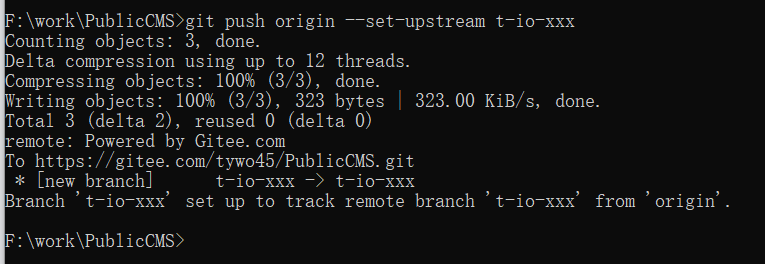 F:\work\PublicCMS>git push origin --set-upstream t-io-xxx
Counting objects: 3, done.
Delta compression using up to 12 threads.
Compressing objects: 100% (3/3), done.
Writing objects: 100% (3/3), 323 bytes | 323.00 KiB/s, done.
Total 3 (delta 2), reused 0 (delta 0)
remote: Powered by Gitee.com
To https://gitee.com/tywo45/PublicCMS.git
 * [new branch]      t-io-xxx -> t-io-xxx
Branch 't-io-xxx' set up to track remote branch 't-io-xxx' from 'origin'.
F:\work\PublicCMS>